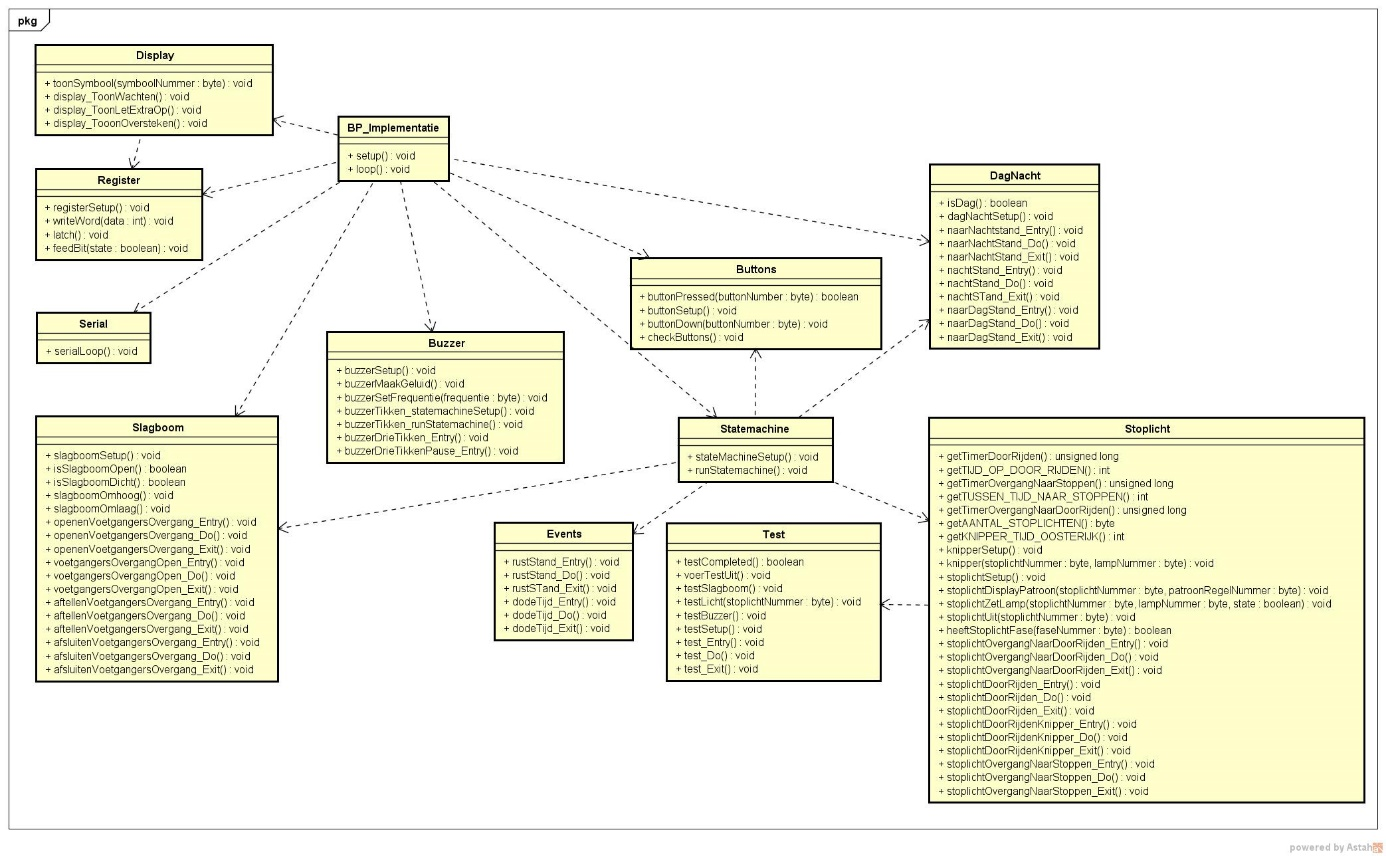 pkg
Display
+ toonSymbool(symboolNummer : byte) : void
+ display_ToonWachten() : void
+ display_ToonLetExtraOp() : void
+ display_TooonOversteken() : void
BP_Implementatie
+ setup() : void
+ loop() : void
Register
+ registerSetup() : void
+ writeWord(data : int) : void
+ latch() : void
+ feedBit(state : boolean) : void
DagNacht
+ isDag() : boolean
+ dagNachtSetup() : void
+ naarNachtstand_Entry() : void
+ naarNachtStand_Do() : void
+ naarNachtStand_Exit() : void
+ nachtStand_Entry() : void
+ nachtStand_Do() : void
+ nachtSTand_Exit() : void
+ naarDagStand_Entry() : void
+ naarDagStand_Do() : void
+ naarDagStand_Exit() : void
Buttons
+ buttonPressed(buttonNumber : byte) : boolean
+ buttonSetup() : void
+ buttonDown(buttonNumber : byte) : void
+ checkButtons() : void
Serial
+ serialLoop() : void
Buzzer
+ buzzerSetup() : void
+ buzzerMaakGeluid() : void
+ buzzerSetFrequentie(frequentie : byte) : void
+ buzzerTikken_statemachineSetup() : void
+ buzzerTikken_runStatemachine() : void
+ buzzerDrieTikken_Entry() : void
+ buzzerDrieTikkenPause_Entry() : void
Slagboom
+ slagboomSetup() : void
+ isSlagboomOpen() : boolean
+ isSlagboomDicht() : boolean
+ slagboomOmhoog() : void
+ slagboomOmlaag() : void
+ openenVoetgangersOvergang_Entry() : void
+ openenVoetgangersOvergang_Do() : void
+ openenVoetgangersOvergang_Exit() : void
+ voetgangersOvergangOpen_Entry() : void
+ voetgangersOvergangOpen_Do() : void
+ voetgangersOvergangOpen_Exit() : void
+ aftellenVoetgangersOvergang_Entry() : void
+ aftellenVoetgangersOvergang_Do() : void
+ aftellenVoetgangersOvergang_Exit() : void
+ afsluitenVoetgangersOvergang_Entry() : void
+ afsluitenVoetgangersOvergang_Do() : void
+ afsluitenVoetgangersOvergang_Exit() : void
Statemachine
+ stateMachineSetup() : void
+ runStatemachine() : void
Stoplicht
+ getTimerDoorRijden() : unsigned long
+ getTIJD_OP_DOOR_RIJDEN() : int
+ getTimerOvergangNaarStoppen() : unsigned long
+ getTUSSEN_TIJD_NAAR_STOPPEN() : int
+ getTimerOvergangNaarDoorRijden() : unsigned long
+ getAANTAL_STOPLICHTEN() : byte
+ getKNIPPER_TIJD_OOSTERIJK() : int
+ knipperSetup() : void
+ knipper(stoplichtNummer : byte, lampNummer : byte) : void
+ stoplichtSetup() : void
+ stoplichtDisplayPatroon(stoplichtNummer : byte, patroonRegelNummer : byte) : void
+ stoplichtZetLamp(stoplichtNummer : byte, lampNummer : byte, state : boolean) : void
+ stoplichtUit(stoplichtNummer : byte) : void
+ heeftStoplichtFase(faseNummer : byte) : boolean
+ stoplichtOvergangNaarDoorRijden_Entry() : void
+ stoplichtOvergangNaarDoorRijden_Do() : void
+ stoplichtOvergangNaarDoorRijden_Exit() : void
+ stoplichtDoorRijden_Entry() : void
+ stoplichtDoorRijden_Do() : void
+ stoplichtDoorRijden_Exit() : void
+ stoplichtDoorRijdenKnipper_Entry() : void
+ stoplichtDoorRijdenKnipper_Do() : void
+ stoplichtDoorRijdenKnipper_Exit() : void
+ stoplichtOvergangNaarStoppen_Entry() : void
+ stoplichtOvergangNaarStoppen_Do() : void
+ stoplichtOvergangNaarStoppen_Exit() : void
Events
+ rustStand_Entry() : void
+ rustStand_Do() : void
+ rustSTand_Exit() : void
+ dodeTijd_Entry() : void
+ dodeTijd_Do() : void
+ dodeTijd_Exit() : void
Test
+ testCompleted() : boolean
+ voerTestUit() : void
+ testSlagboom() : void
+ testLicht(stoplichtNummer : byte) : void
+ testBuzzer() : void
+ testSetup() : void
+ test_Entry() : void
+ test_Do() : void
+ test_Exit() : void
powered by Astah